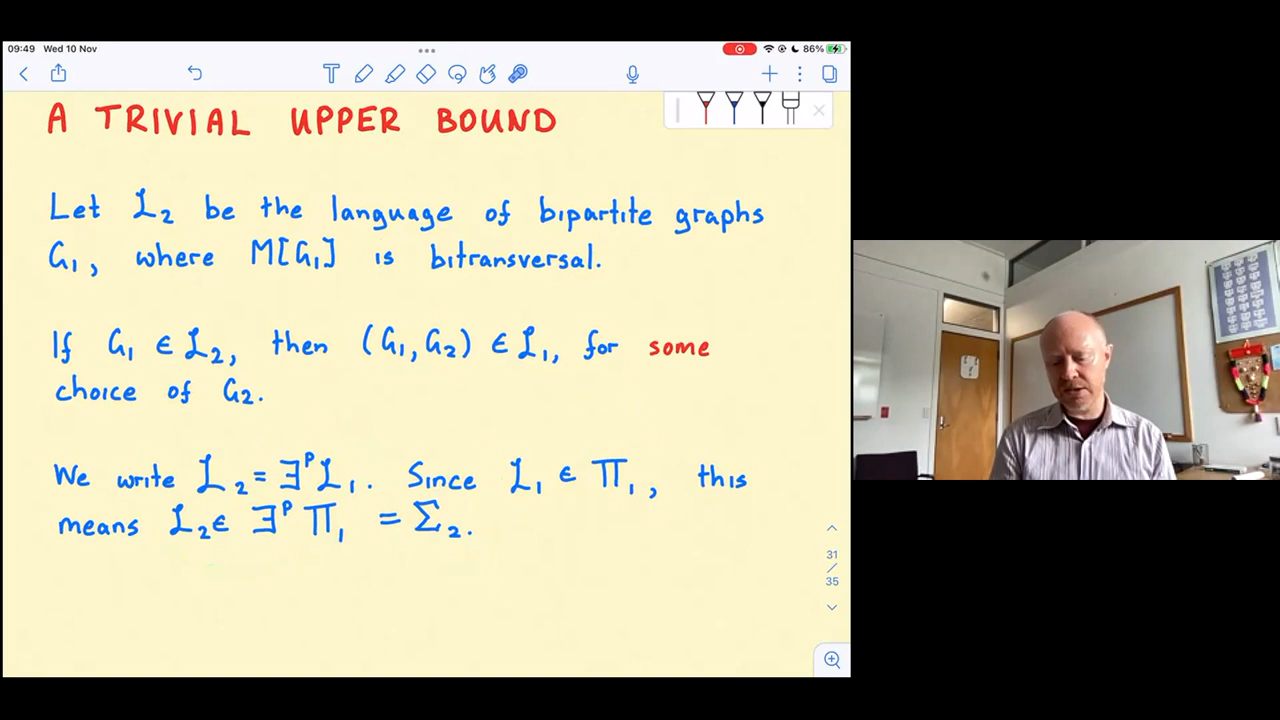 09:49 Wed 10 Nov
86%
A TRIVIAL UPPER BOUND
Let ℒ₂ be the language of bipartite graphs
G₁, where M[G₁] is bitransversal.
If G₁ ∈ ℒ₂, then (G₁, G₂) ∈ ℒ₁, for some
choice of G₂.
We write ℒ₂ = ∃ᵖℒ₁. Since ℒ₁ ∈ Π₁, this
means ℒ₂ ∈ ∃ᵖ Π₁ = Σ₂.
31
/
35